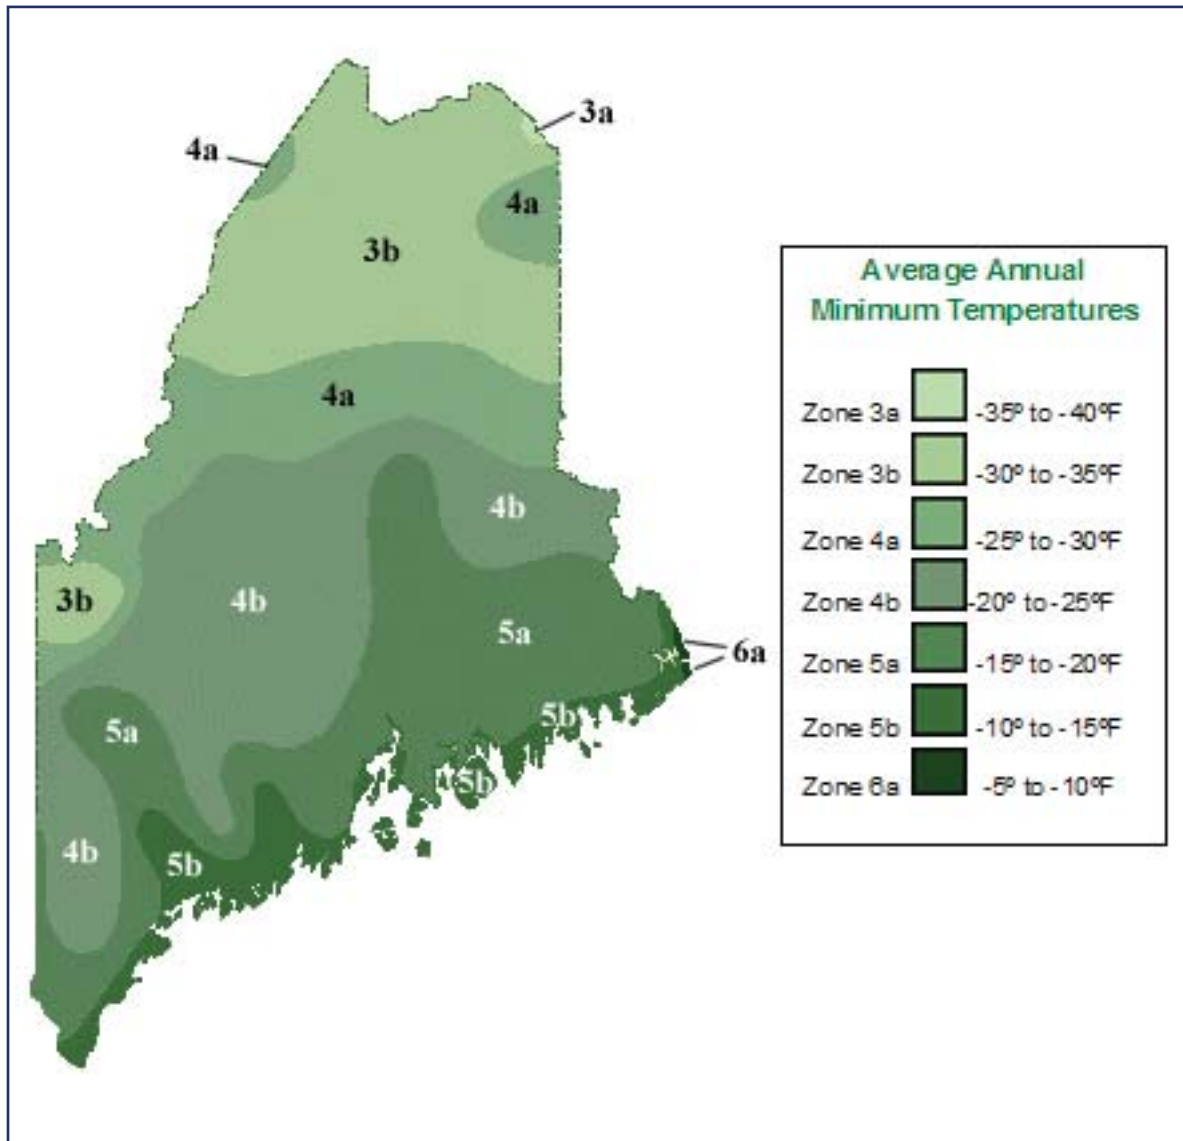 3a
4a
4a
3b
4a
4b
3b
4b
5a
6a
5b
5a
5b
4b
5b
Average Annual
Minimum Temperatures
Zone 3a -35º to -40ºF
Zone 3b -30º to -35ºF
Zone 4a -25º to -30ºF
Zone 4b -20º to -25ºF
Zone 5a -15º to -20ºF
Zone 5b -10º to -15ºF
Zone 6a -5º to -10ºF